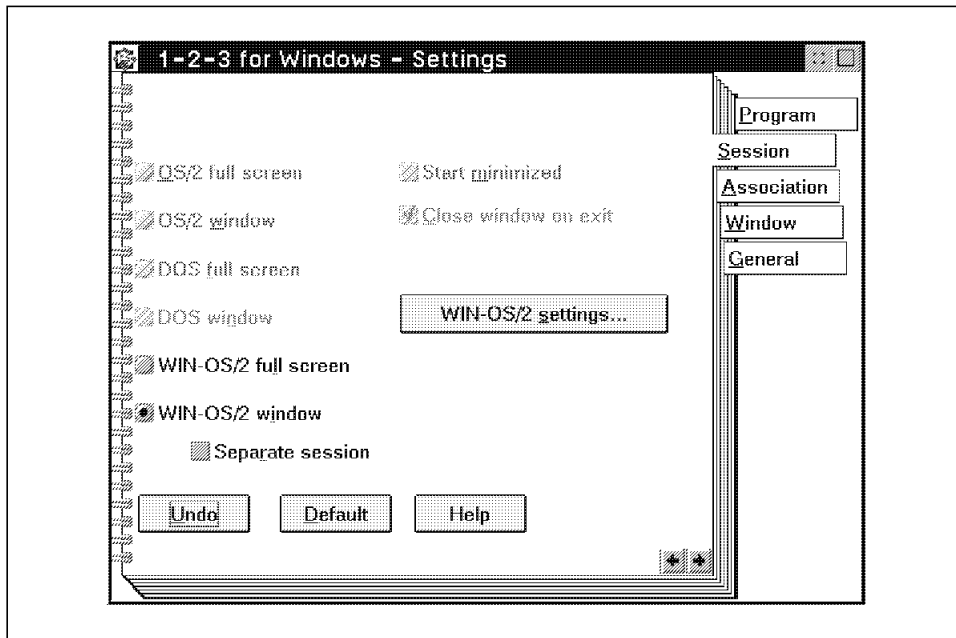 1-2-3 for Windows - Settings
Program
Session
Association
Window
General
OS/2 full screen
Start minimized
OS/2 window
Close window on exit
DOS full screen
DOS window
WIN-OS/2 settings...
WIN-OS/2 full screen
WIN-OS/2 window
Separate session
Undo
Default
Help